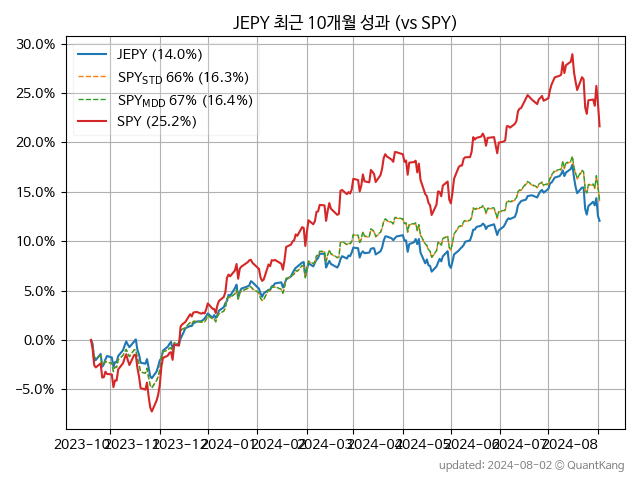 JEPY 최근 10개월 성과 (vs SPY)
JEPY (14.0%)
SPYSTD 66% (16.3%)
SPYMDD 67% (16.4%)
SPY (25.2%)
30.0%
25.0%
20.0%
15.0%
10.0%
5.0%
0.0%
−5.0%
2023-10 2023-11 2023-12 2024-01 2024-02 2024-03 2024-04 2024-05 2024-06 2024-07 2024-08
updated: 2024-08-02 © QuantKang